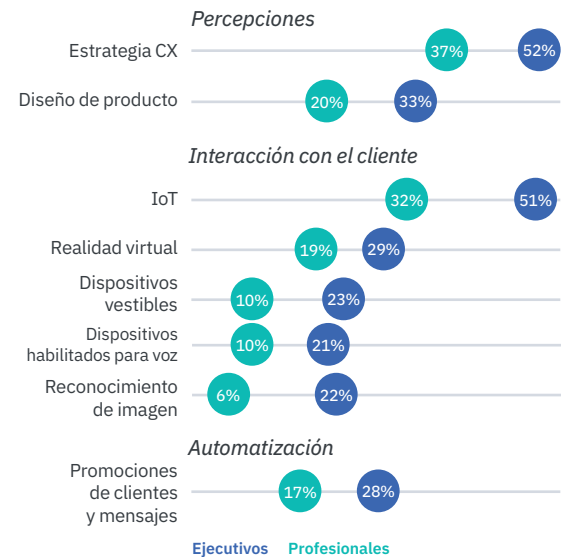 Percepciones
Estrategia CX 37% 52%
Diseño de producto 20% 33%
Interacción con el cliente
IoT 32% 51%
Realidad virtual 19% 29%
Dispositivos
vestibles 10% 23%
Dispositivos
habilitados para voz 10% 21%
Reconocimiento
de imagen 6% 22%
Automatización
Promociones
de clientes
y mensajes 17% 28%
Ejecutivos Profesionales